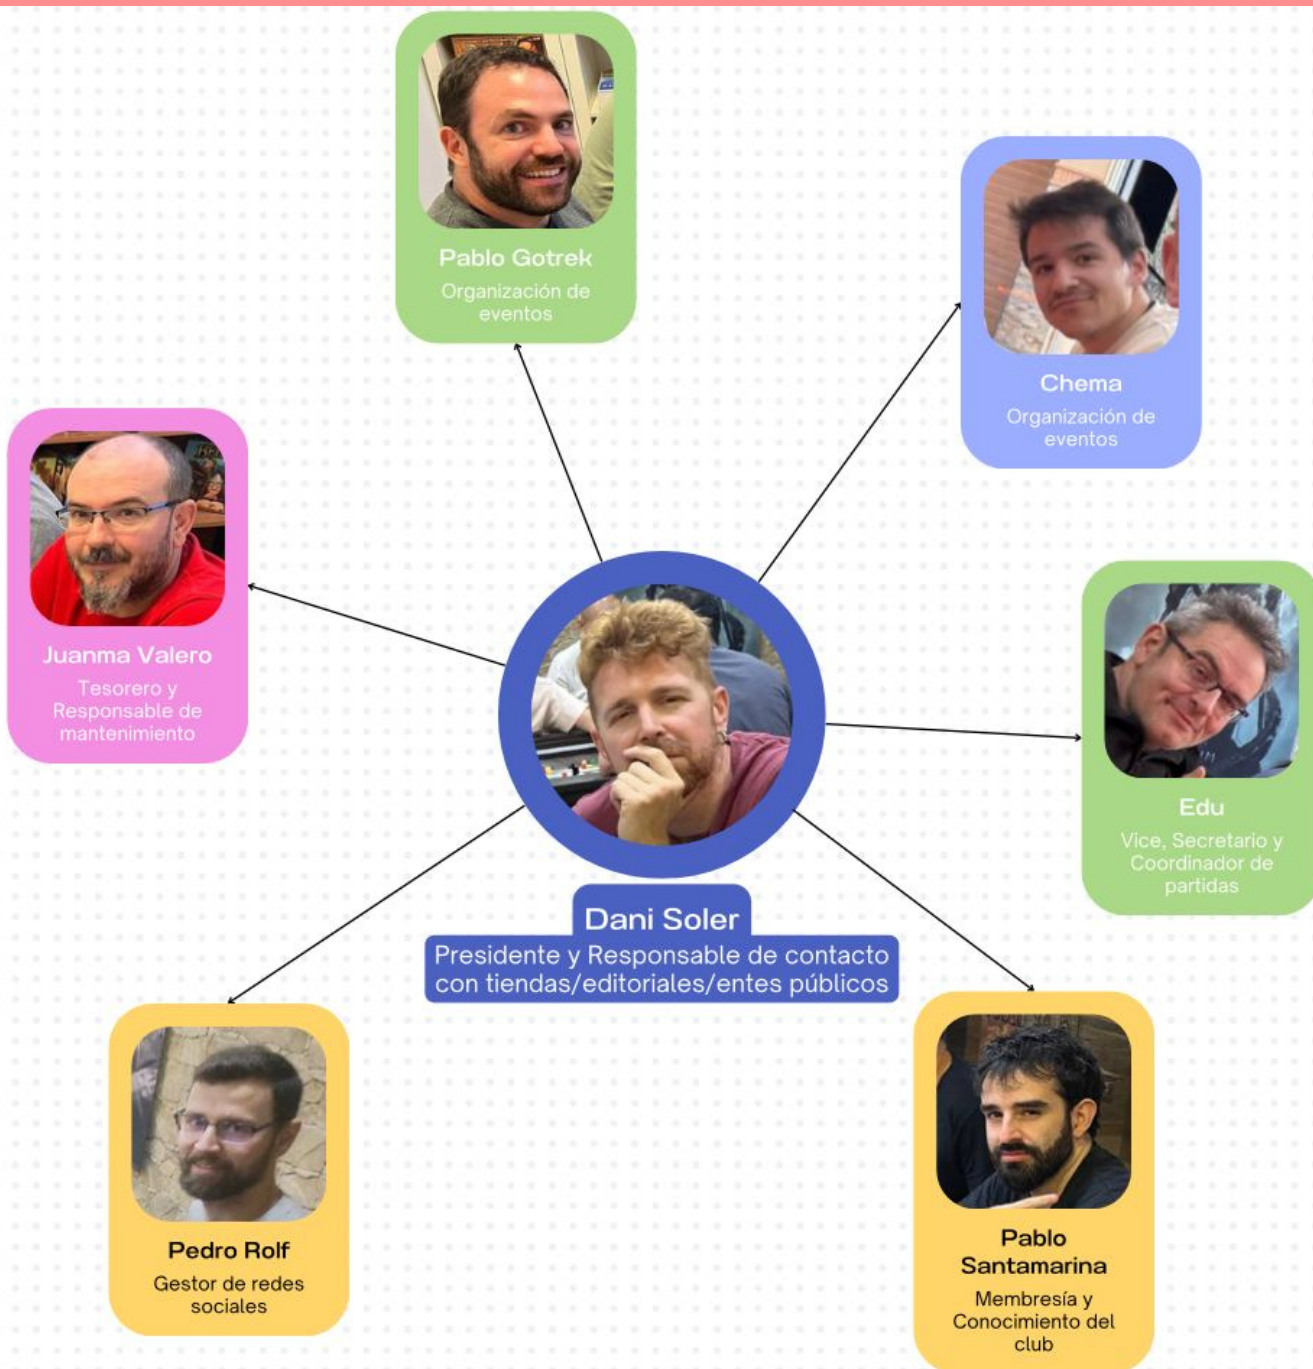 Pablo Gotrek
Organización de
eventos
Chema
Organización de
eventos
Juanma Valero
Tesorero y
Responsable de
mantenimiento
Edu
Vice, Secretario y
Coordinador de
partidas
Dani Soler
Presidente y Responsable de contacto
con tiendas/editoriales/entes públicos
Pedro Rolf
Gestor de redes
sociales
Pablo
Santamarina
Membresía y
Conocimiento del
club